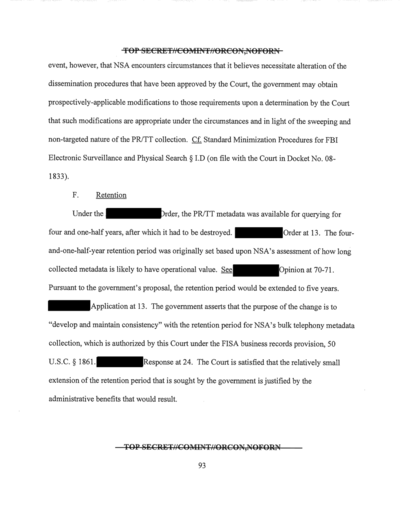 TOP SECRET//COMINT//ORCON,NOFORN
event, however, that NSA encounters circumstances that it believes necessitate alteration of the
dissemination procedures that have been approved by the Court, the government may obtain
prospectively-applicable modifications to those requirements upon a determination by the Court
that such modifications are appropriate under the circumstances and in light of the sweeping and
non-targeted nature of the PR/TT collection. Cf. Standard Minimization Procedures for FBI
Electronic Surveillance and Physical Search § I.D (on file with the Court in Docket No. 08-
1833).
F. Retention
Under the Order, the PR/TT metadata was available for querying for
four and one-half years, after which it had to be destroyed. Order at 13. The four-
and-one-half-year retention period was originally set based upon NSA's assessment of how long
collected metadata is likely to have operational value. See Opinion at 70-71.
Pursuant to the government's proposal, the retention period would be extended to five years.
Application at 13. The government asserts that the purpose of the change is to
"develop and maintain consistency" with the retention period for NSA's bulk telephony metadata
collection, which is authorized by this Court under the FISA business records provision, 50
U.S.C. § 1861. Response at 24. The Court is satisfied that the relatively small
extension of the retention period that is sought by the government is justified by the
administrative benefits that would result.
TOP SECRET//COMINT//ORCON,NOFORN
93